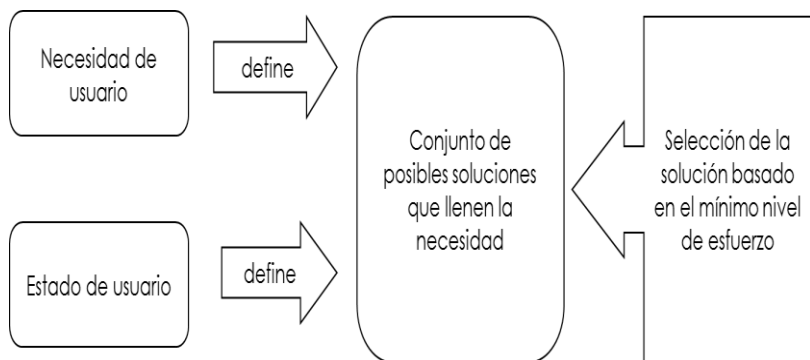 Necesidad de
usuario
define
Conjunto de
posibles soluciones
que llenen la
necesidad
Selección de la
solución basado
en el mínimo nivel
de esfuerzo
Estado de usuario
define